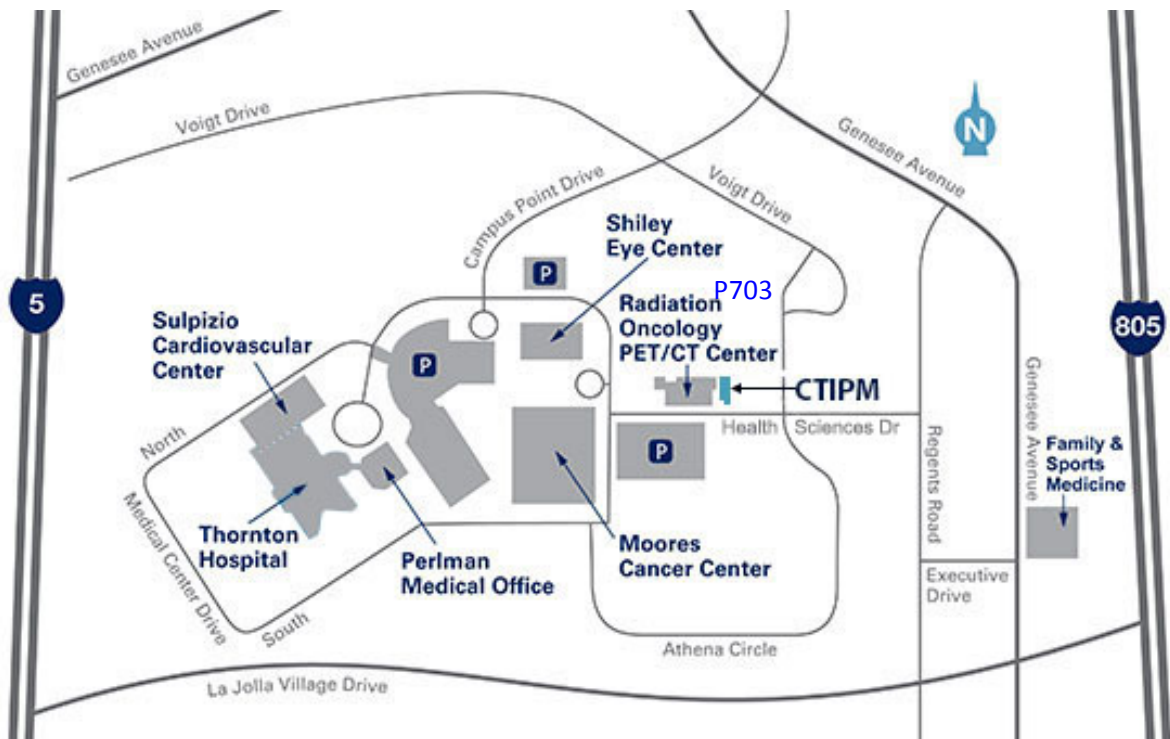 Genesee Avenue
Voigt Drive
Campus Point Drive
Genesee Avenue
N
Voigt Drive
Shiley
Eye Center
P
P703
5
Sulpizio
Cardiovascular
Center
Radiation
Oncology
PET/CT Center
805
P
CTIPM
North
Health Sciences Dr
P
Regents Road
Genesee Avenue
Family &
Sports
Medicine
Medical Center Drive
Thornton
Hospital
Perlman
Medical Office
Moores
Cancer Center
Executive
Drive
South
Athena Circle
La Jolla Village Drive